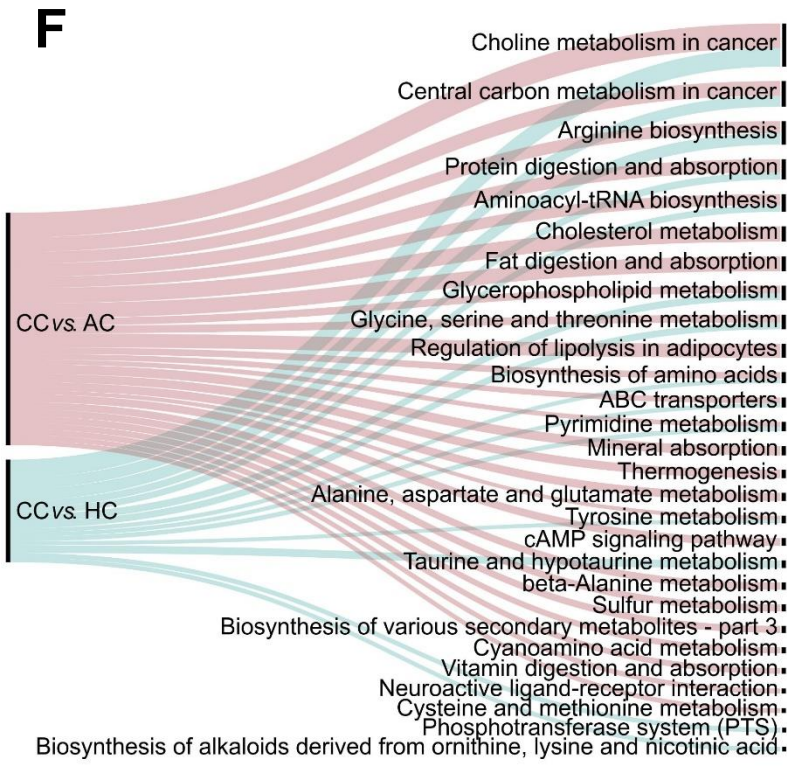 F
Choline metabolism in cancer
Central carbon metabolism in cancer
Arginine biosynthesis
Protein digestion and absorption
Aminoacyl-tRNA biosynthesis
Cholesterol metabolism
Fat digestion and absorption
Glycerophospholipid metabolism
CC vs. AC
Glycine, serine and threonine metabolism
Regulation of lipolysis in adipocytes
Biosynthesis of amino acids
ABC transporters
Pyrimidine metabolism
Mineral absorption
Thermogenesis
Alanine, aspartate and glutamate metabolism
CC vs. HC
Tyrosine metabolism
cAMP signaling pathway
Taurine and hypotaurine metabolism
beta-Alanine metabolism
Sulfur metabolism
Biosynthesis of various secondary metabolites - part 3
Cyanoamino acid metabolism
Vitamin digestion and absorption
Neuroactive ligand-receptor interaction
Cysteine and methionine metabolism
Phosphotransferase system (PTS)
Biosynthesis of alkaloids derived from ornithine, lysine and nicotinic acid